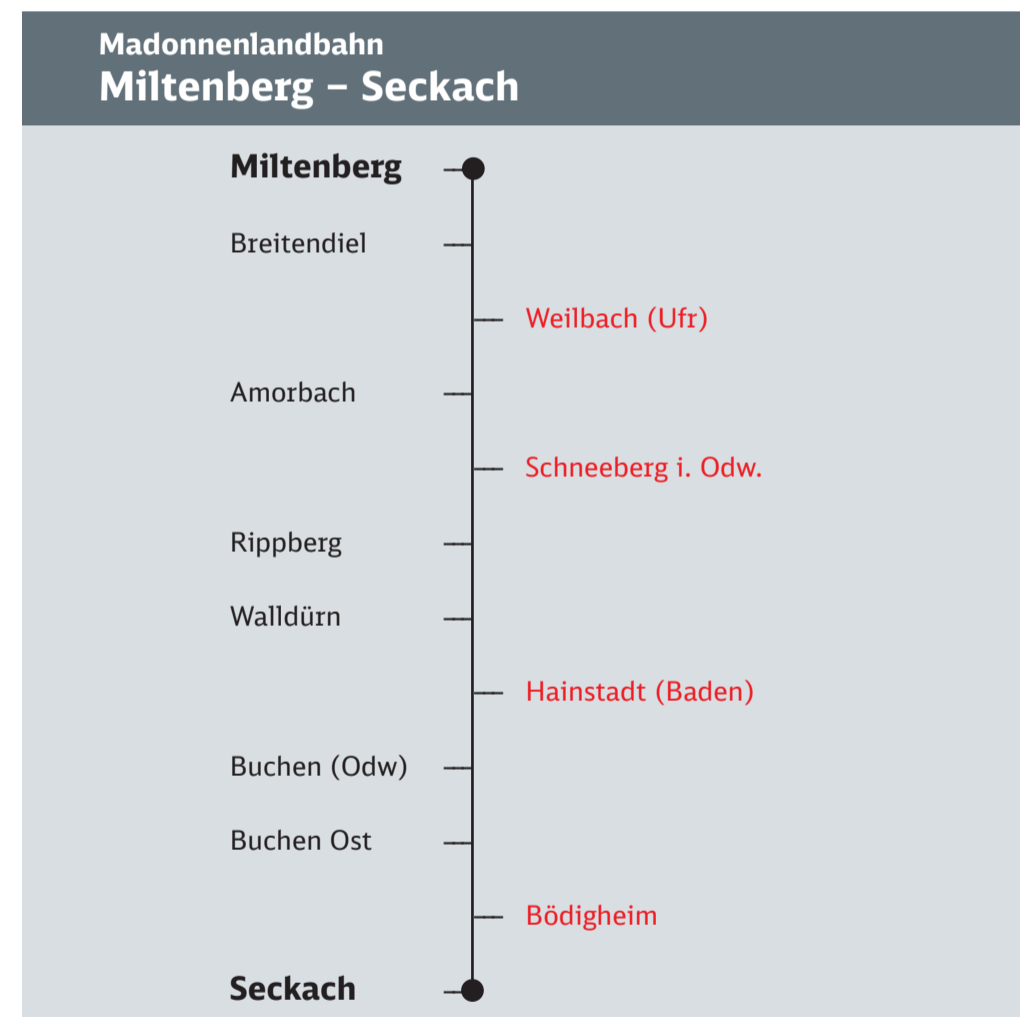 Madonnenlandbahn
Miltenberg – Seckach
Miltenberg
Breitendiel
Weilbach (Ufr)
Amorbach
Schneeberg i. Odw.
Rippberg
Walldürn
Hainstadt (Baden)
Buchen (Odw)
Buchen Ost
Bödigheim
Seckach